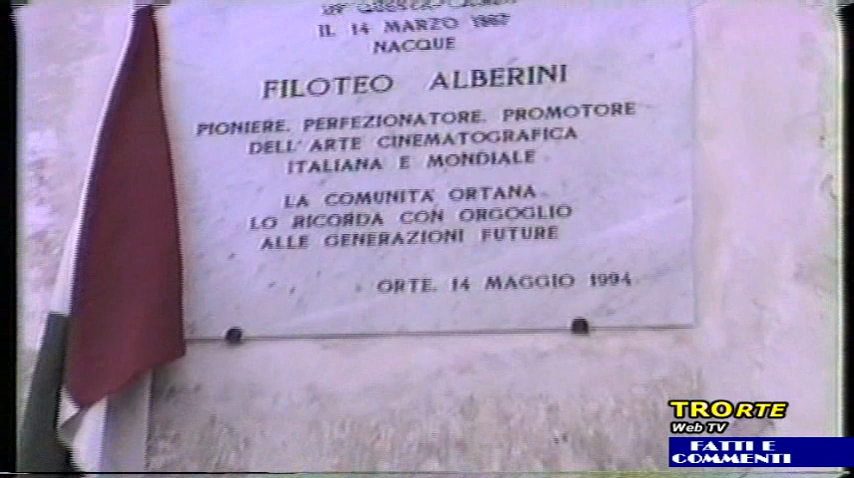 IL 14 MARZO 1867
NACQUE
FILOTEO ALBERINI
PIONIERE, PERFEZIONATORE, PROMOTORE
DELL'ARTE CINEMATOGRAFICA
ITALIANA E MONDIALE
LA COMUNITA' ORTANA
LO RICORDA CON ORGOGLIO
ALLE GENERAZIONI FUTURE
ORTE, 14 MAGGIO 1994
TRORTE
Web TV
FATTI E
COMMENTI